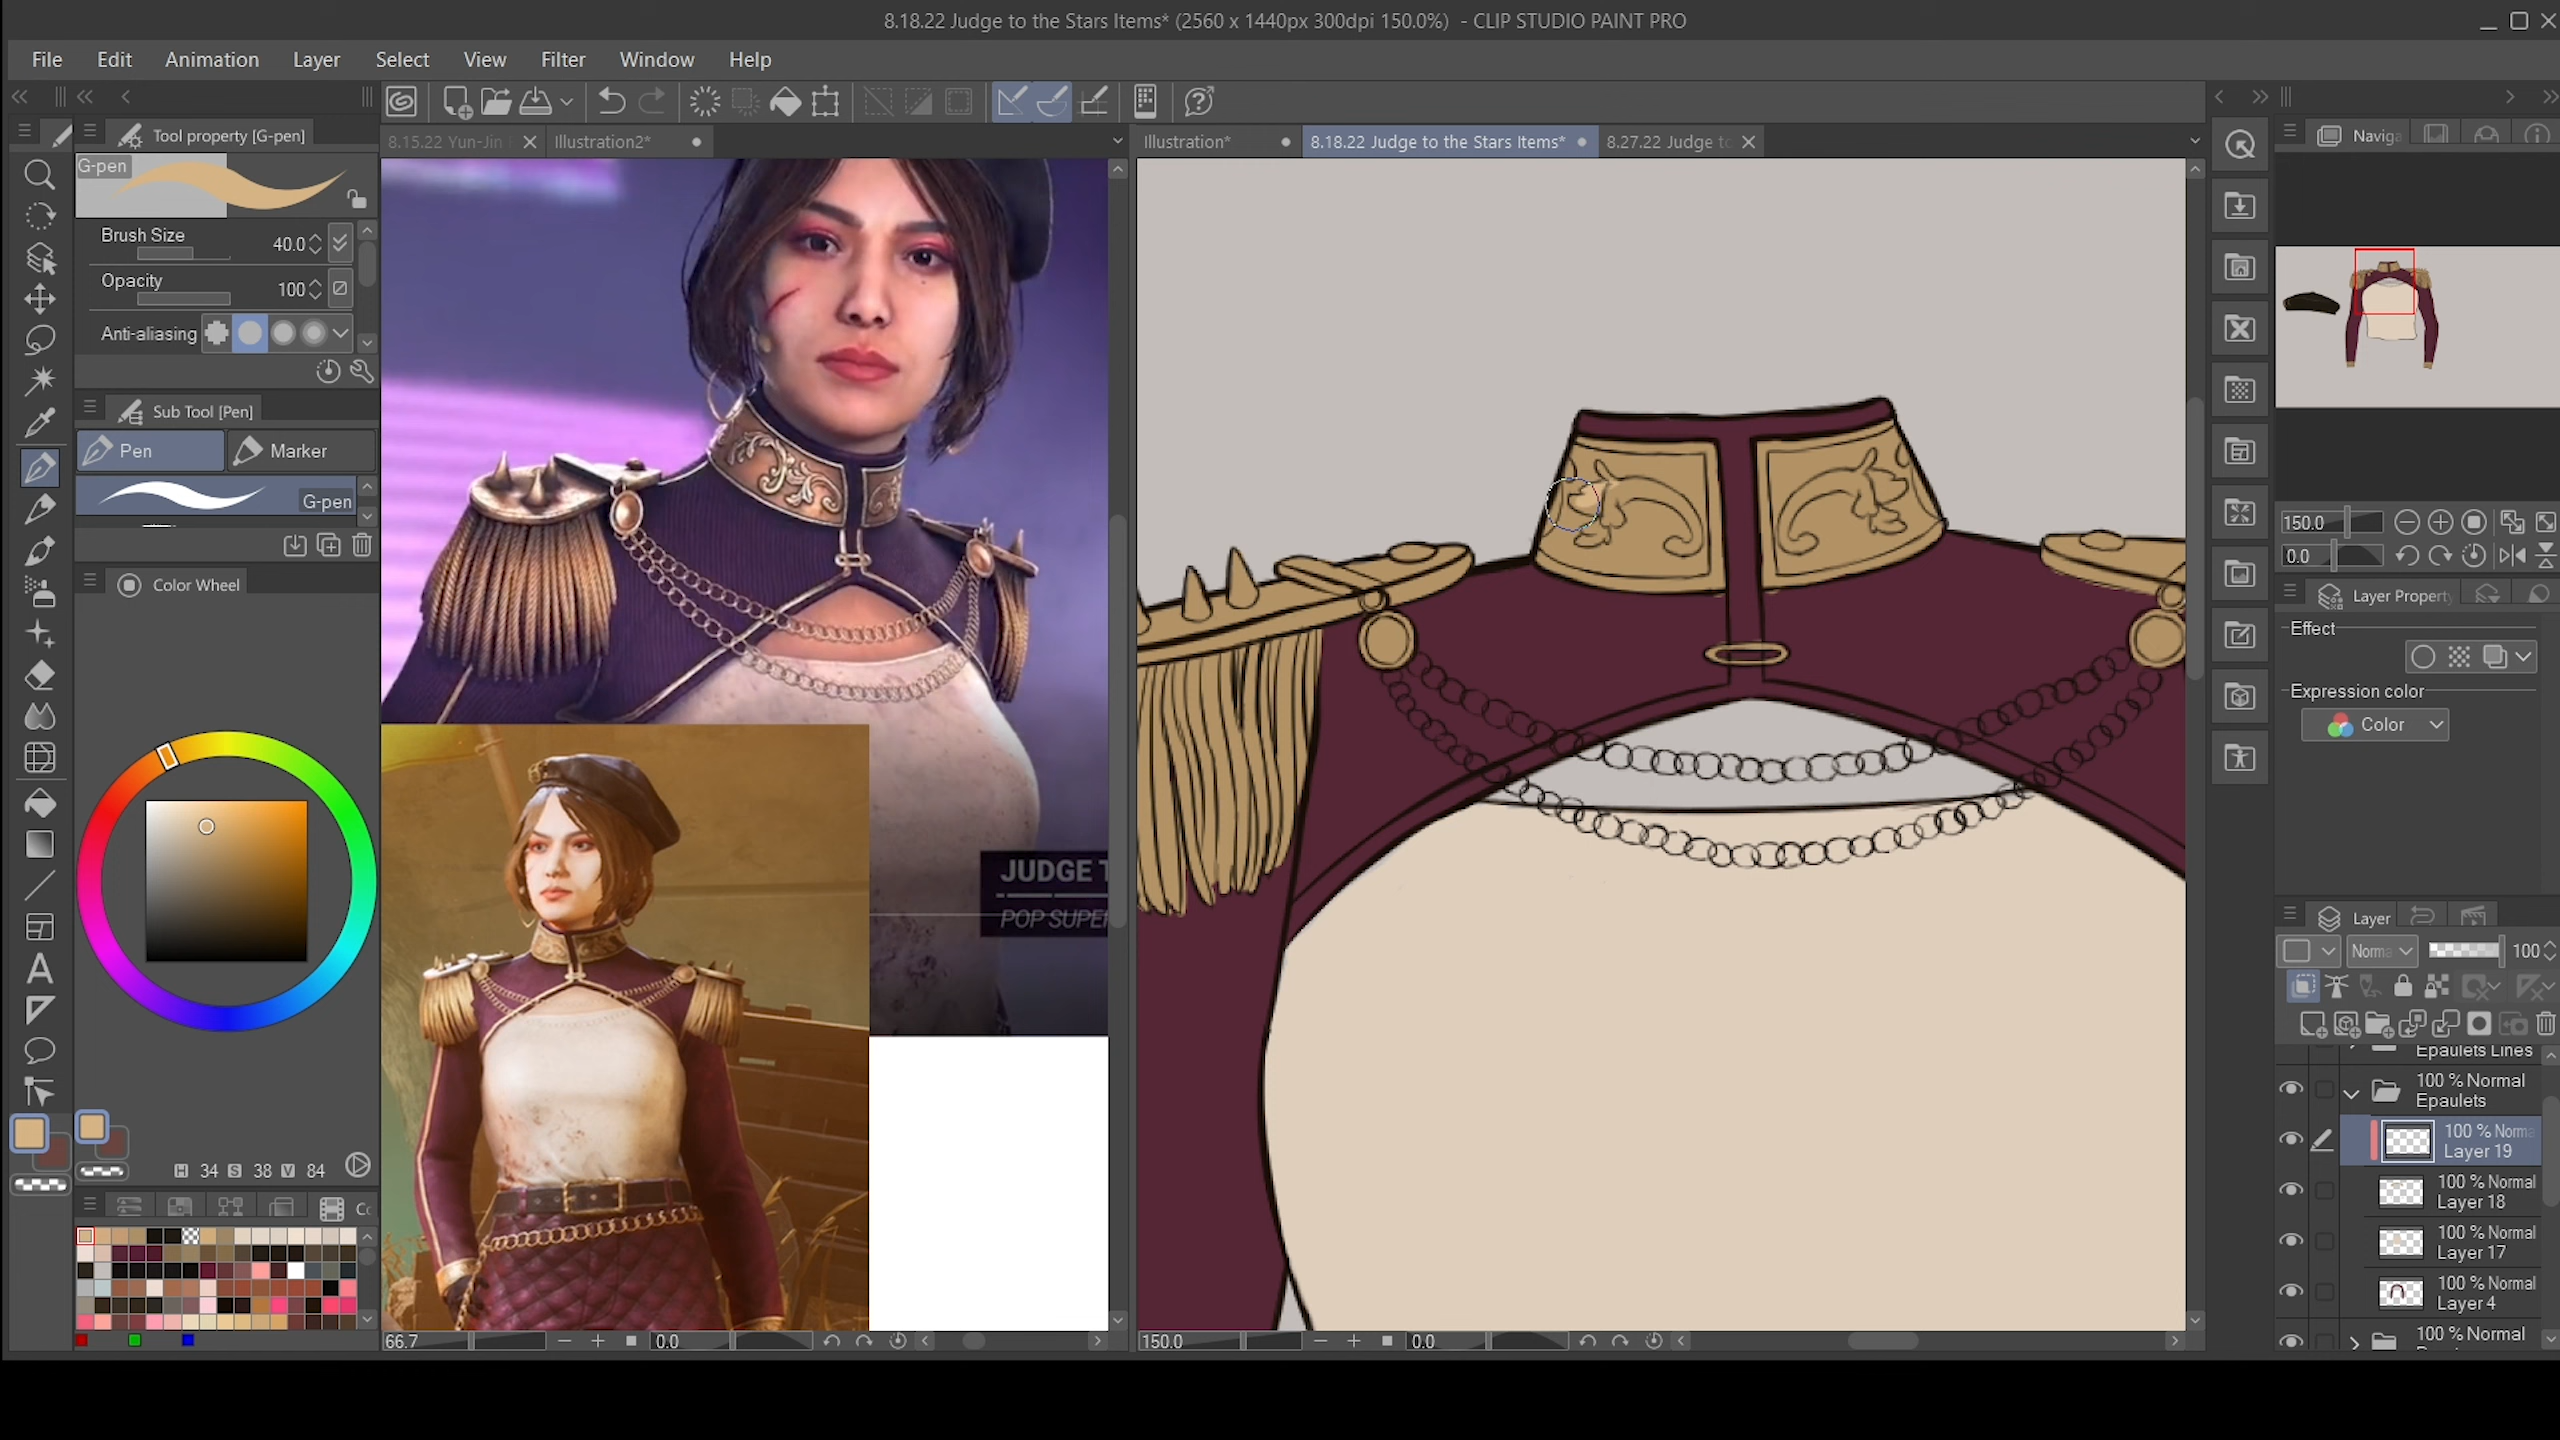 8.18.22 Judge to the Stars Items* (2560 x 1440px 300dpi 150.0%) - CLIP STUDIO PAINT PRO
File Edit Animation Layer Select View Filter Window Help
Tool property [G-pen]
8.15.22 Yun-Jin
Illustration2*
Illustration*
8.18.22 Judge to the Stars Items*
8.27.22 Judge to
Naviga
G-pen
Brush Size 40.0
Opacity 100
Anti-aliasing
Sub Tool [Pen]
Pen
Marker
G-pen
Color Wheel
H 34 S 38 V 84
JUDGE T
POP SUPE
66.7
0.0
150.0
0.0
150.0
0.0
Layer Property
Effect
Expression color
Color
Layer
Norma
100
Epaulets Lines
100 % Normal
Epaulets
100 % Norma
Layer 19
100 % Normal
Layer 18
100 % Normal
Layer 17
100 % Normal
Layer 4
100 % Normal